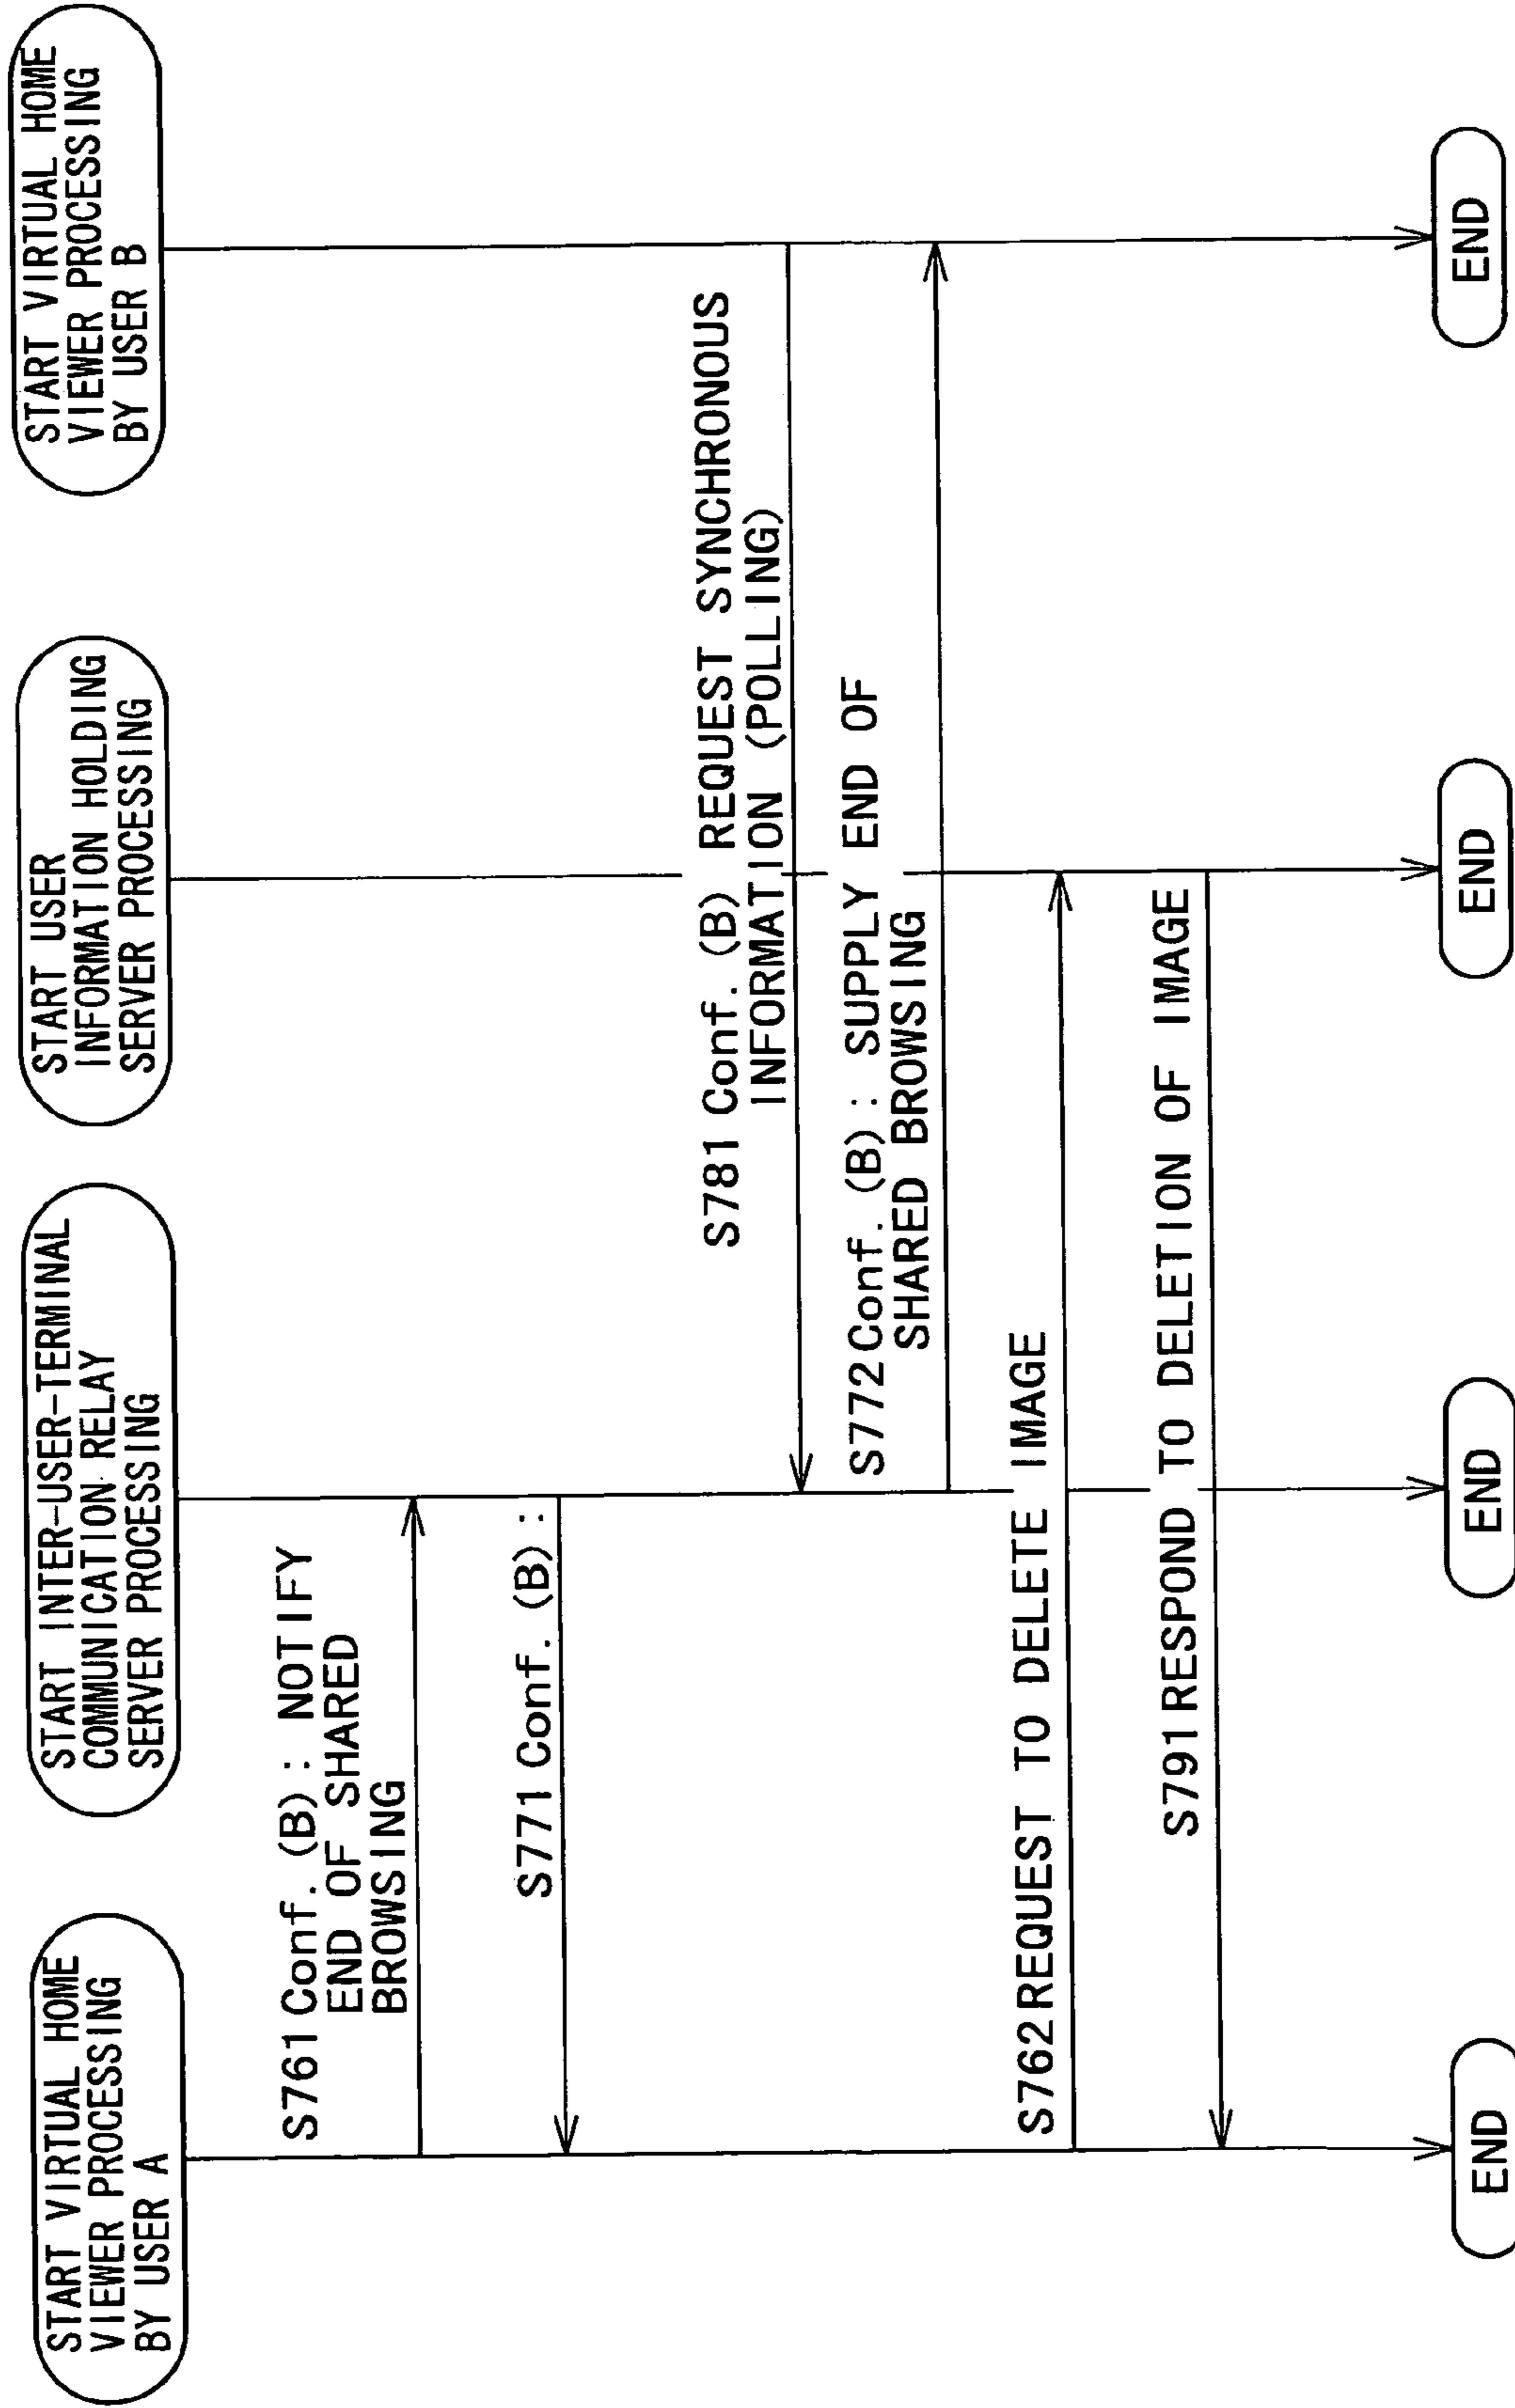 START VIRTUAL HOME
VIEWER PROCESSING
BY USER A
START INTER-USER-TERMINAL
COMMUNICATION RELAY
SERVER PROCESSING
START USER
INFORMATION HOLDING
SERVER PROCESSING
START VIRTUAL HOME
VIEWER PROCESSING
BY USER B
S761 Conf. (B) : NOTIFY
END OF SHARED
BROWSING
S771 Conf. (B) :
S781 Conf. (B) REQUEST SYNCHRONOUS
INFORMATION (POLLING)
S772 Conf. (B) : SUPPLY END OF
SHARED BROWSING
S762 REQUEST TO DELETE IMAGE
S791 RESPOND TO DELETION OF IMAGE
END
END
END
END